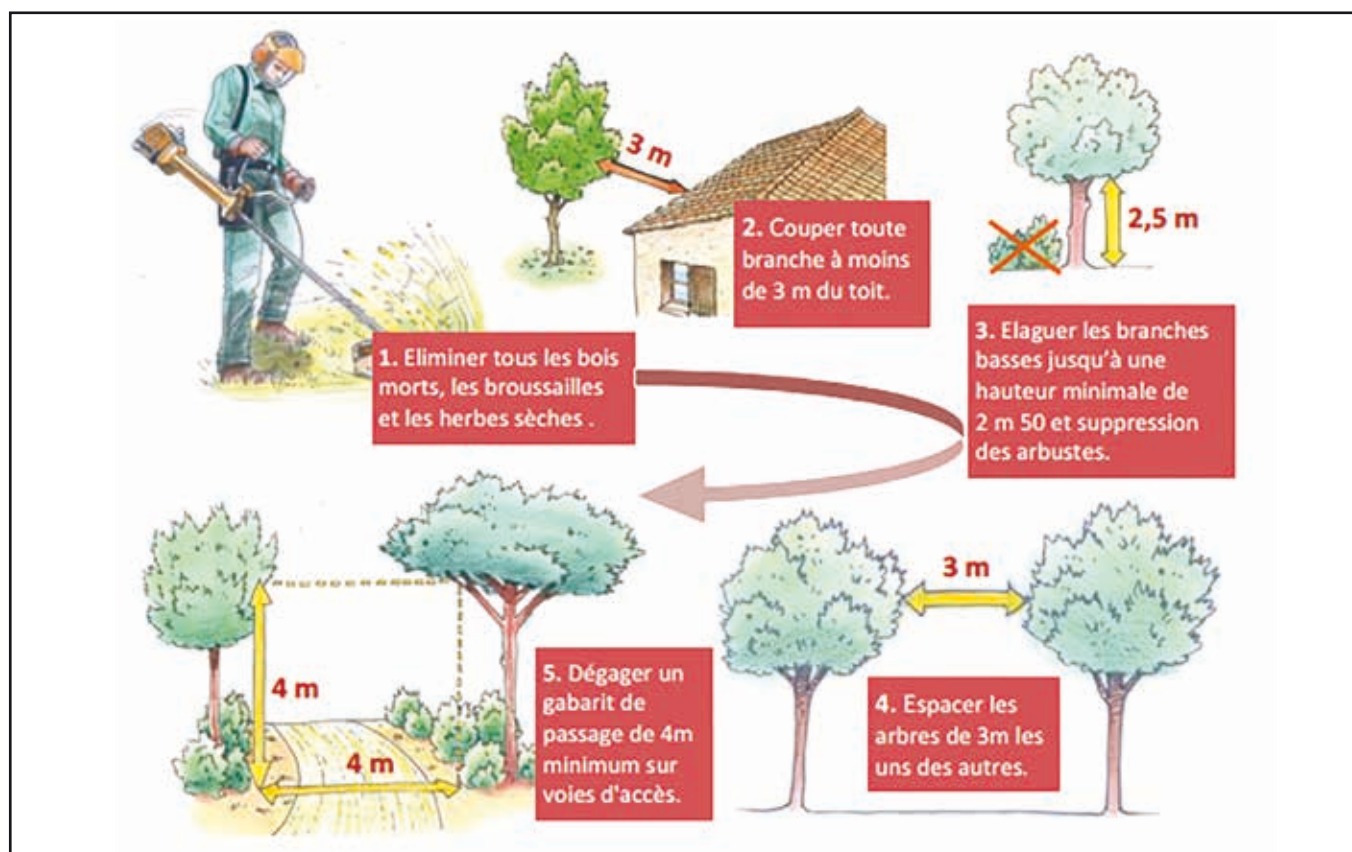 1. Eliminer tous les bois
morts, les broussailles
et les herbes sèches .
3 m
2. Couper toute
branche à moins
de 3 m du toit.
2,5 m
3. Elaguer les branches
basses jusqu'à une
hauteur minimale de
2 m 50 et suppression
des arbustes.
3 m
4. Espacer les
arbres de 3m les
uns des autres.
4 m
4 m
5. Dégager un
gabarit de
passage de 4m
minimum sur
voies d'accès.